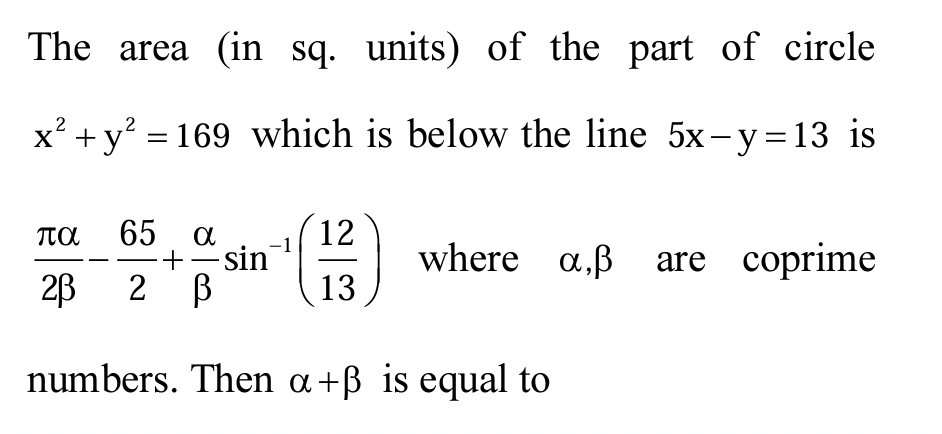 The area (in sq. units) of the part of circle
x² + y² = 169 which is below the line 5x – y = 13 is
πα/2β – 65/2 + α/β sin⁻¹(12/13) where α,β are coprime
numbers. Then α+β is equal to